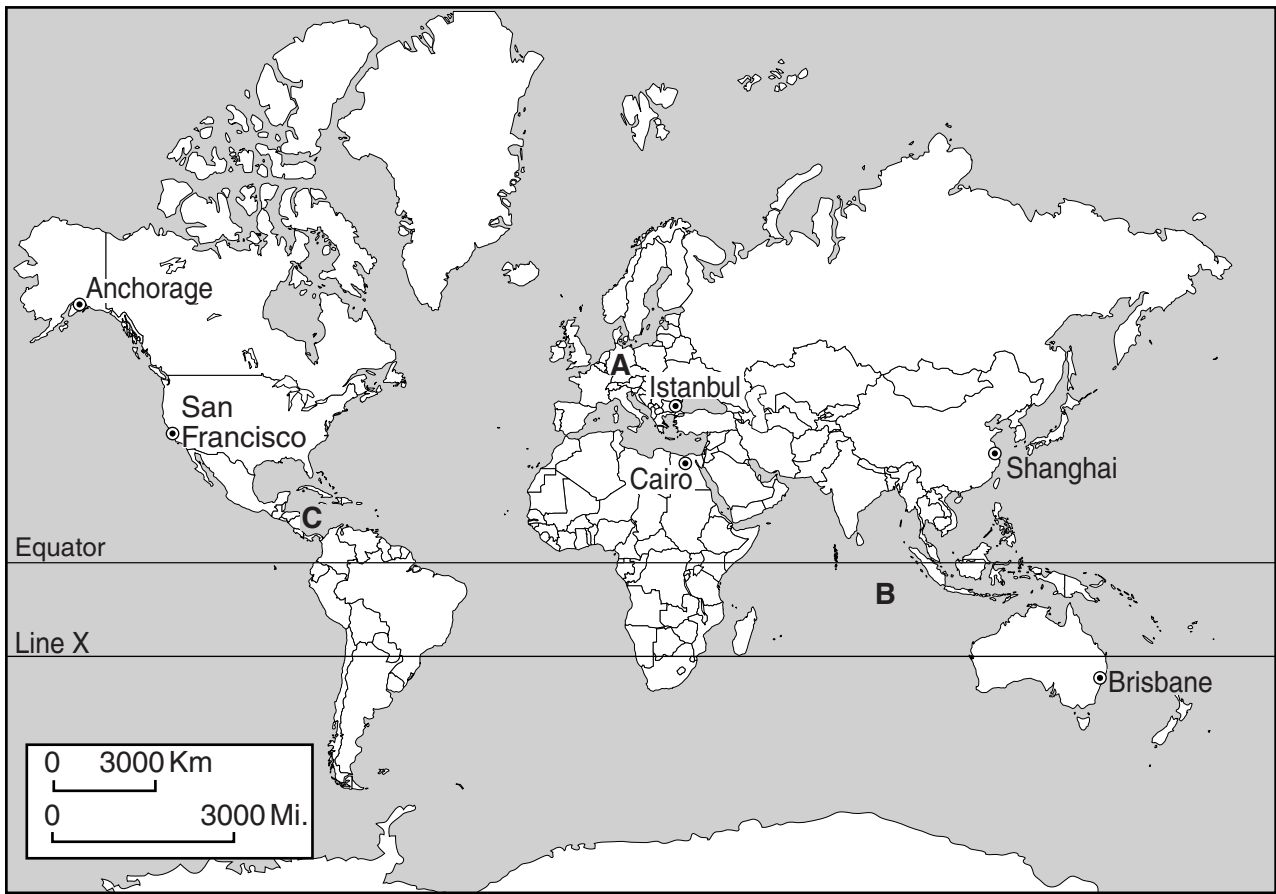 Anchorage
A
Istanbul
San
Francisco
Shanghai
Cairo
C
Equator
B
Line X
Brisbane
0 3000 Km
0 3000 Mi.